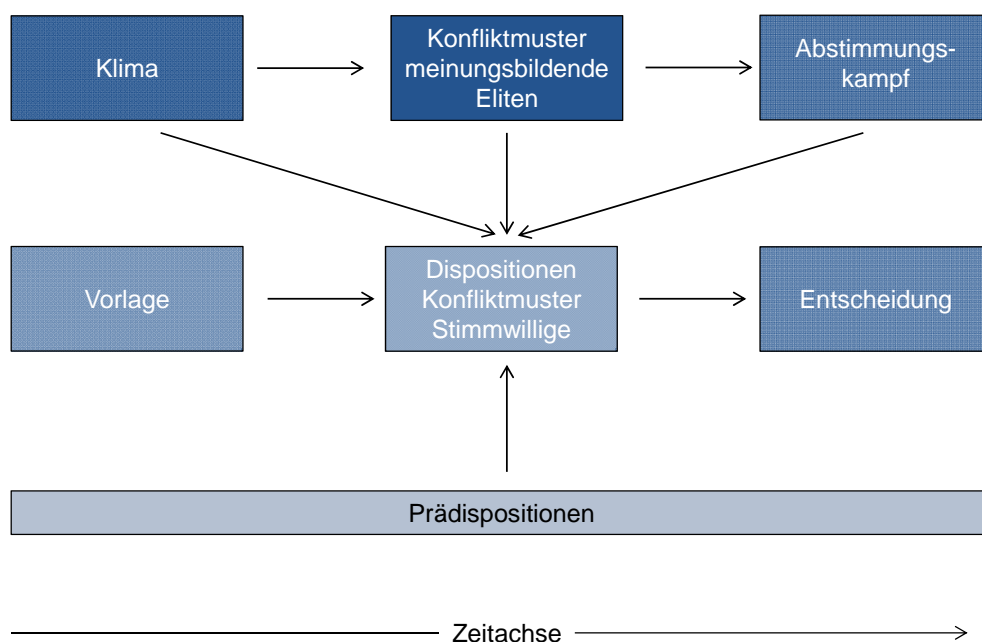 Klima
Konfliktmuster
meinungsbildende
Eliten
Abstimmungs-
kampf
Vorlage
Dispositionen
Konfliktmuster
Stimmwillige
Entscheidung
Prädispositionen
Zeitachse